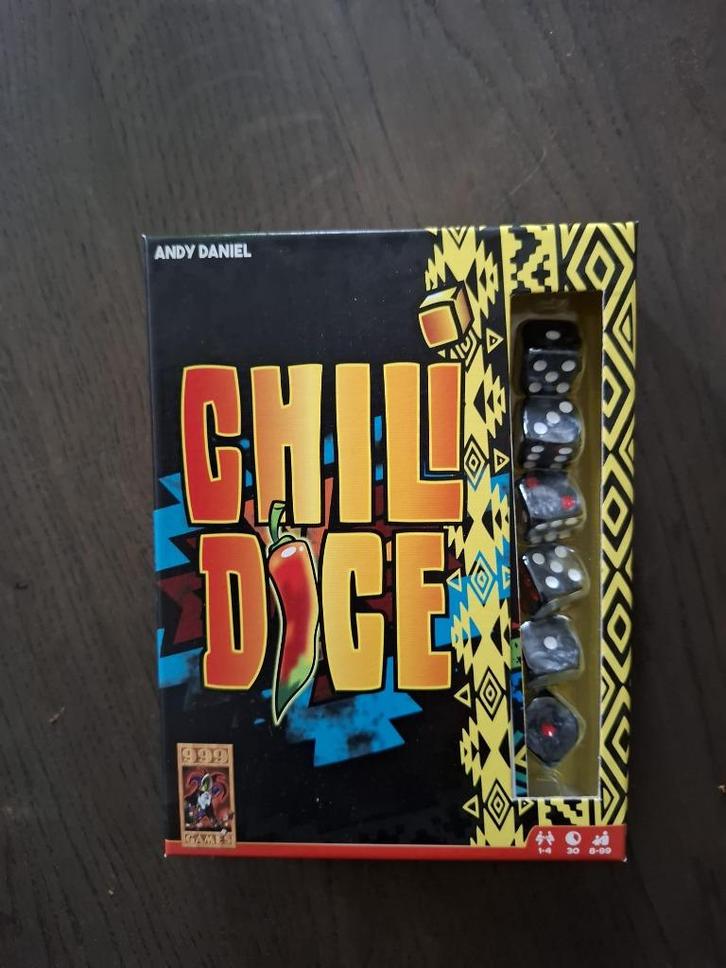 ANDY DANIEL
CHILI
DICE
999
GAMES
1-4 30 8-99